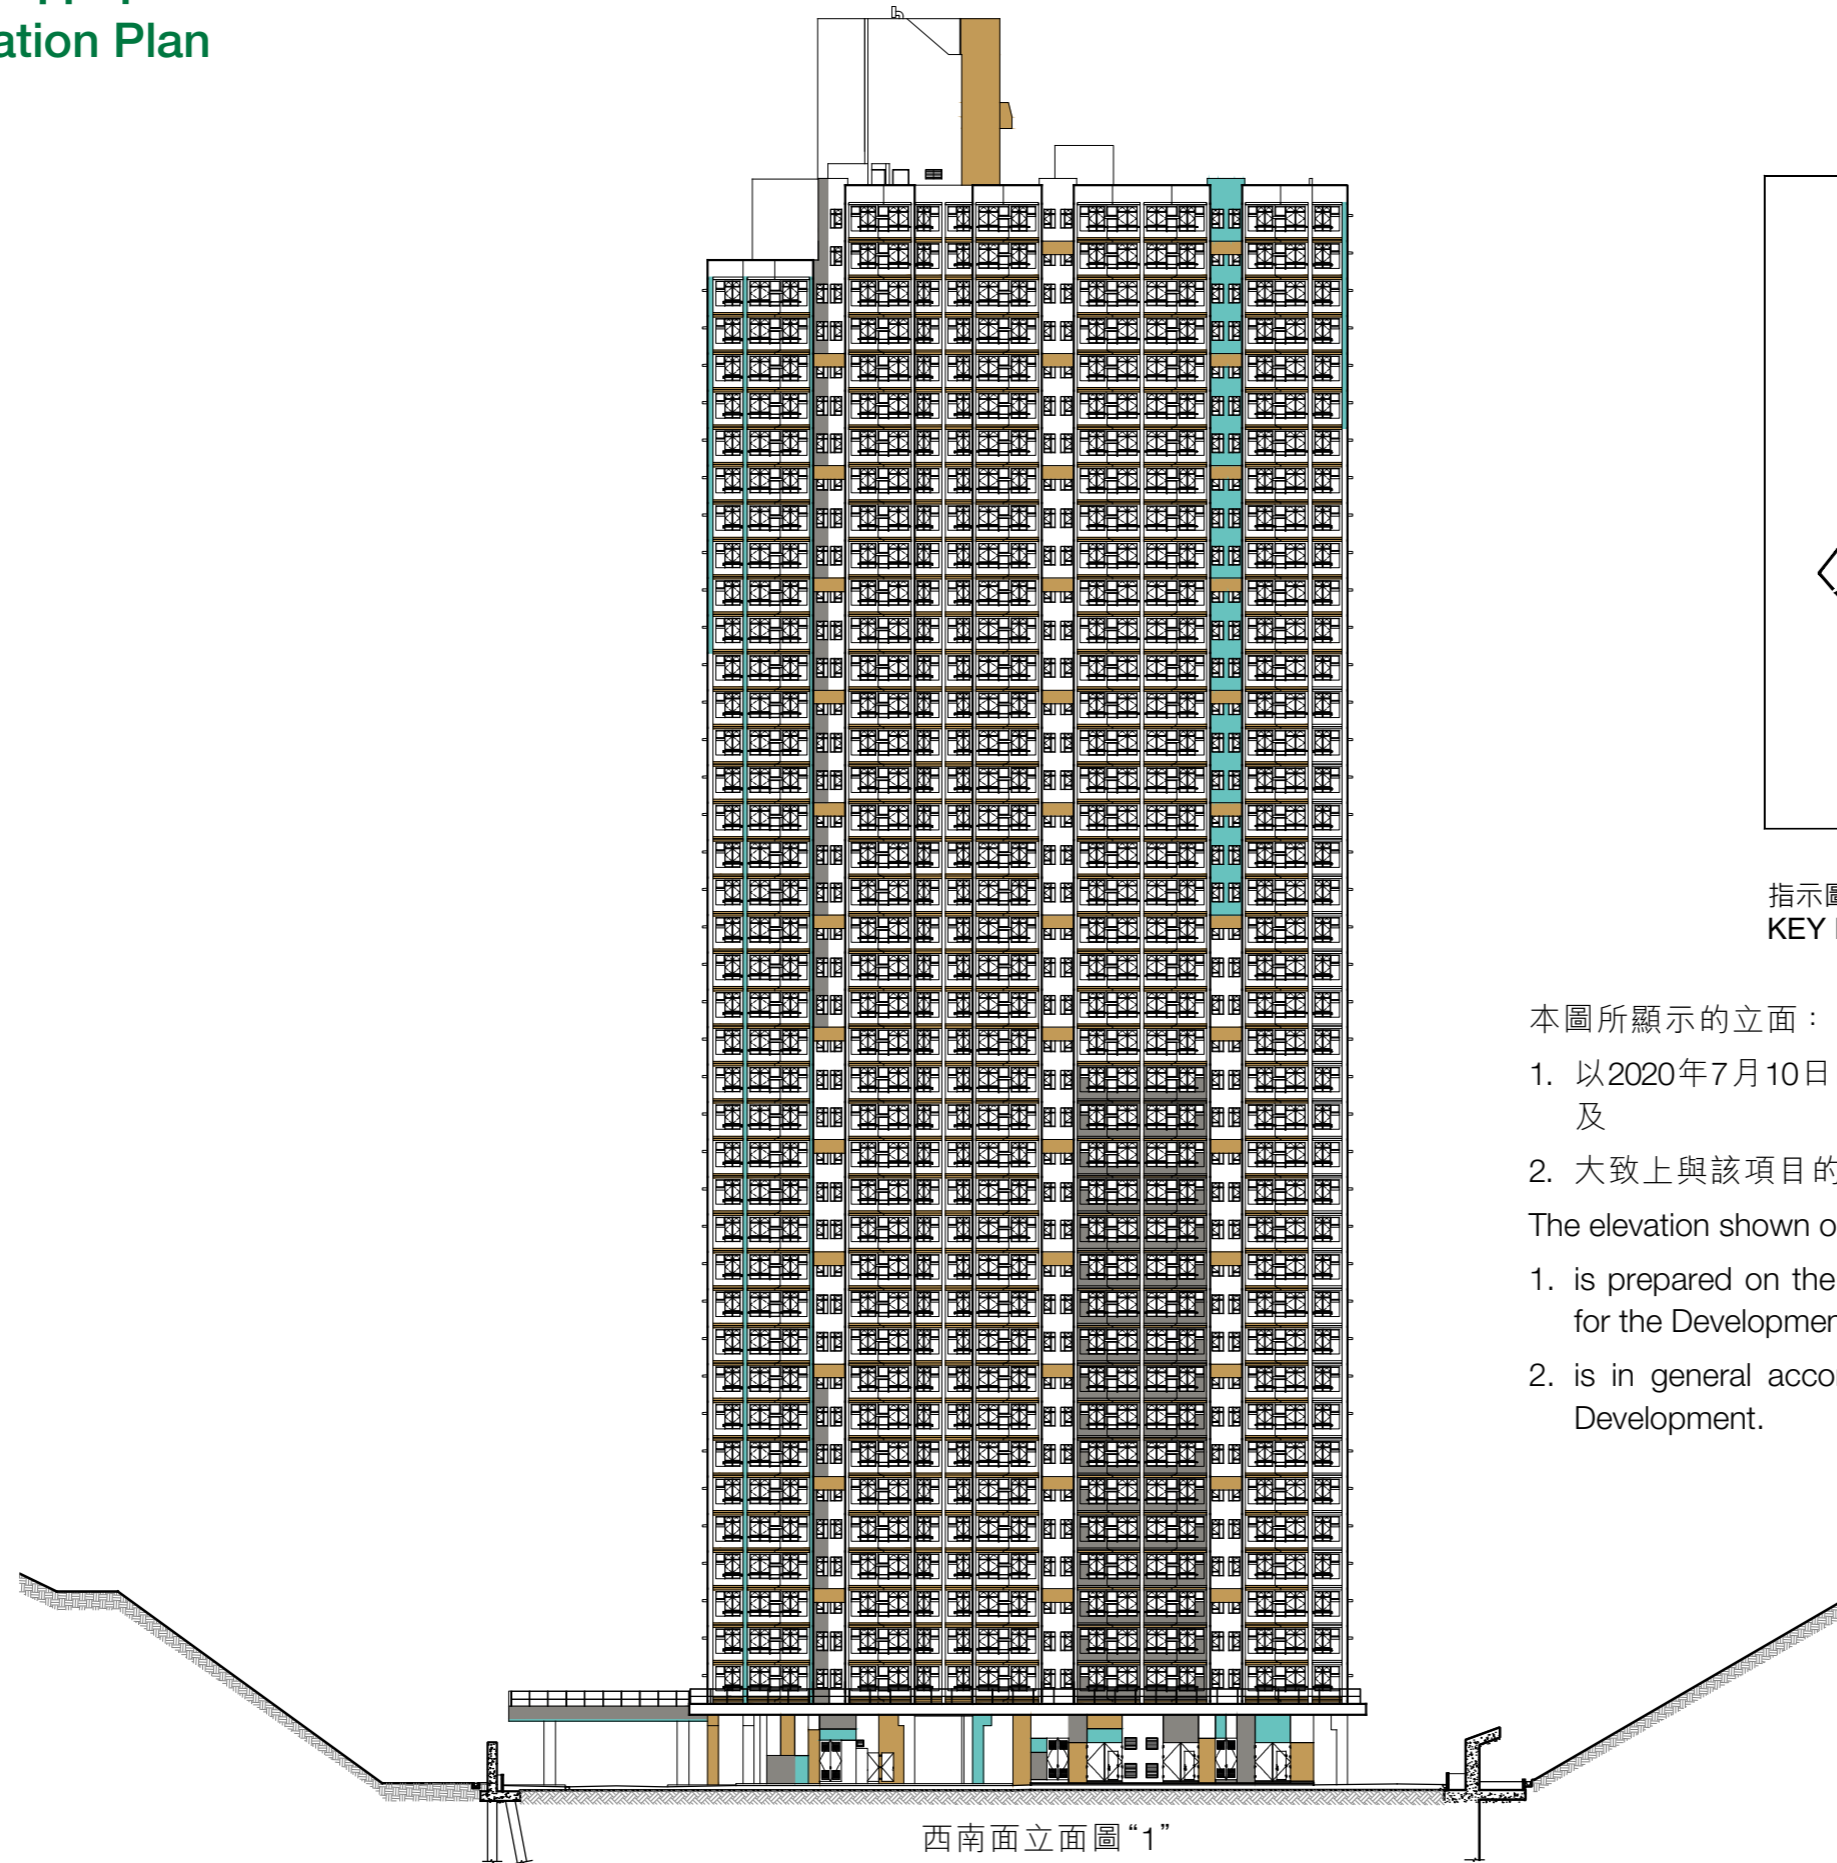 ation Plan
指示圖
KEY
本圖所顯示的立面：
1. 以2020年7月10日
及
2. 大致上與該項目的
The elevation shown
1. is prepared on the
for the Development
2. is in general
Development.
西南面立面圖“1”